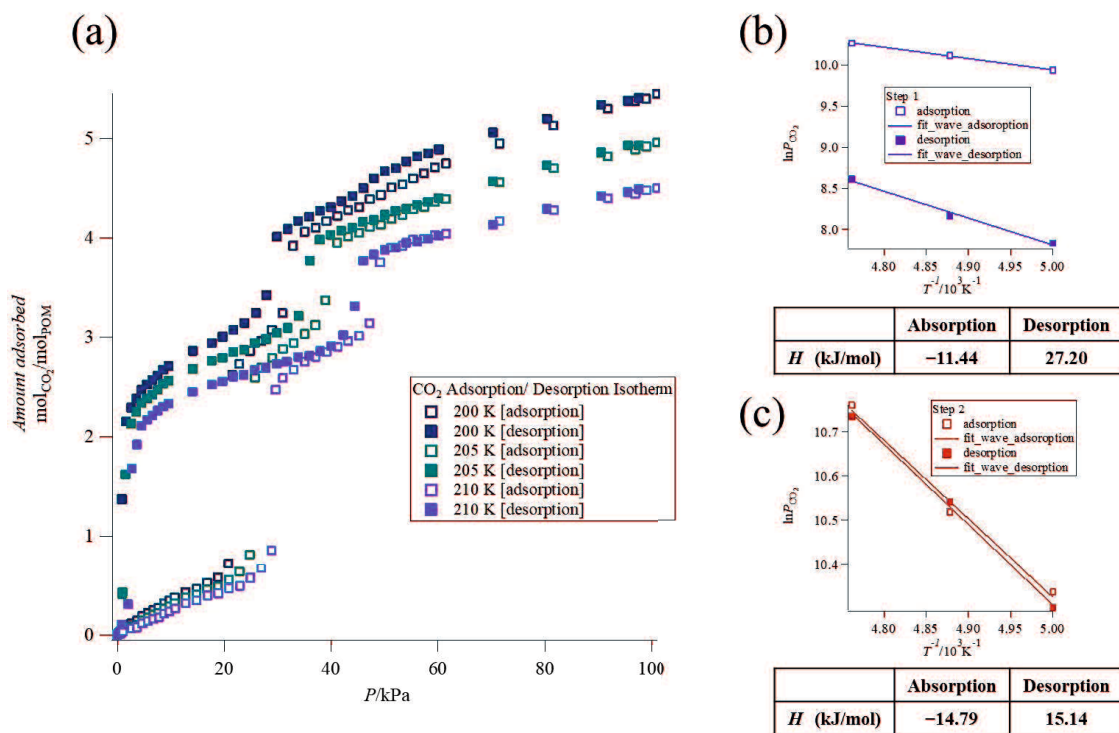 (a)
5
4
3
2
1
0
Amount adsorbed
mol_CO₂/mol_POM
CO₂ Adsorption/ Desorption Isotherm
200 K [adsorption]
200 K [desorption]
205 K [adsorption]
205 K [desorption]
210 K [adsorption]
210 K [desorption]
0 20 40 60 80 100
P/kPa
(b)
10.0
9.5
9.0
8.5
8.0
lnP_CO₂
Step 1
adsorption
fit_wave_adsoroption
desorption
fit_wave_desorption
4.80 4.85 4.90 4.95 5.00
T⁻¹/10³K⁻¹
Absorption Desorption
H (kJ/mol) −11.44 27.20
(c)
10.7
10.6
10.5
10.4
lnP_CO₂
Step 2
adsorption
fit_wave_adsoroption
desorption
fit_wave_desorption
4.80 4.85 4.90 4.95 5.00
T⁻¹/10³K⁻¹
Absorption Desorption
H (kJ/mol) −14.79 15.14